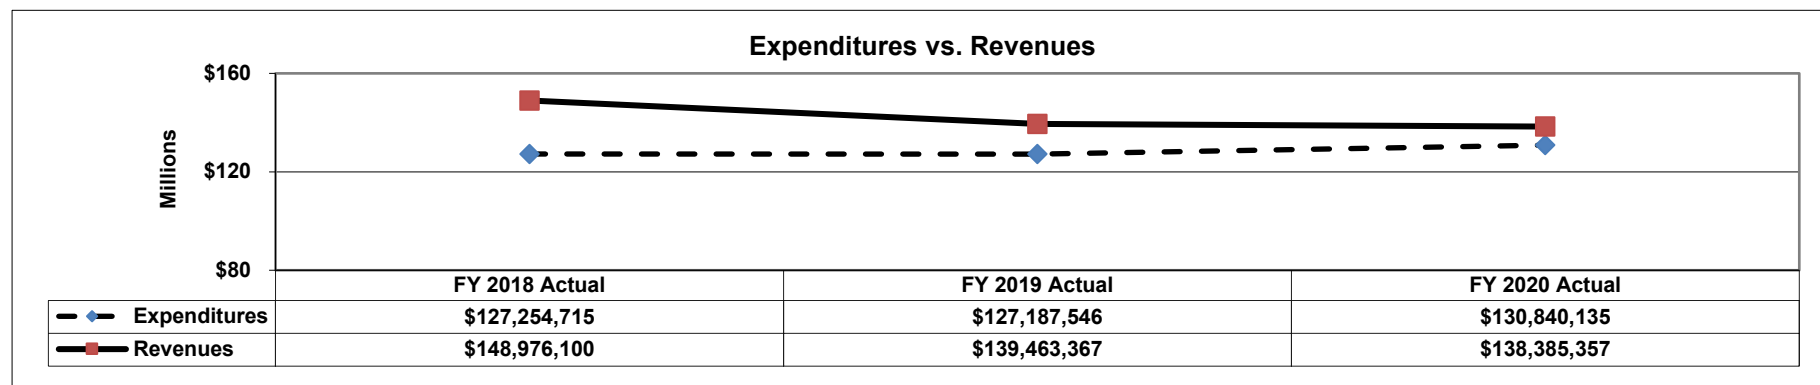 Expenditures vs. Revenues
$160
$120
$80
Millions
FY 2018 Actual FY 2019 Actual FY 2020 Actual
Expenditures $127,254,715 $127,187,546 $130,840,135
Revenues $148,976,100 $139,463,367 $138,385,357